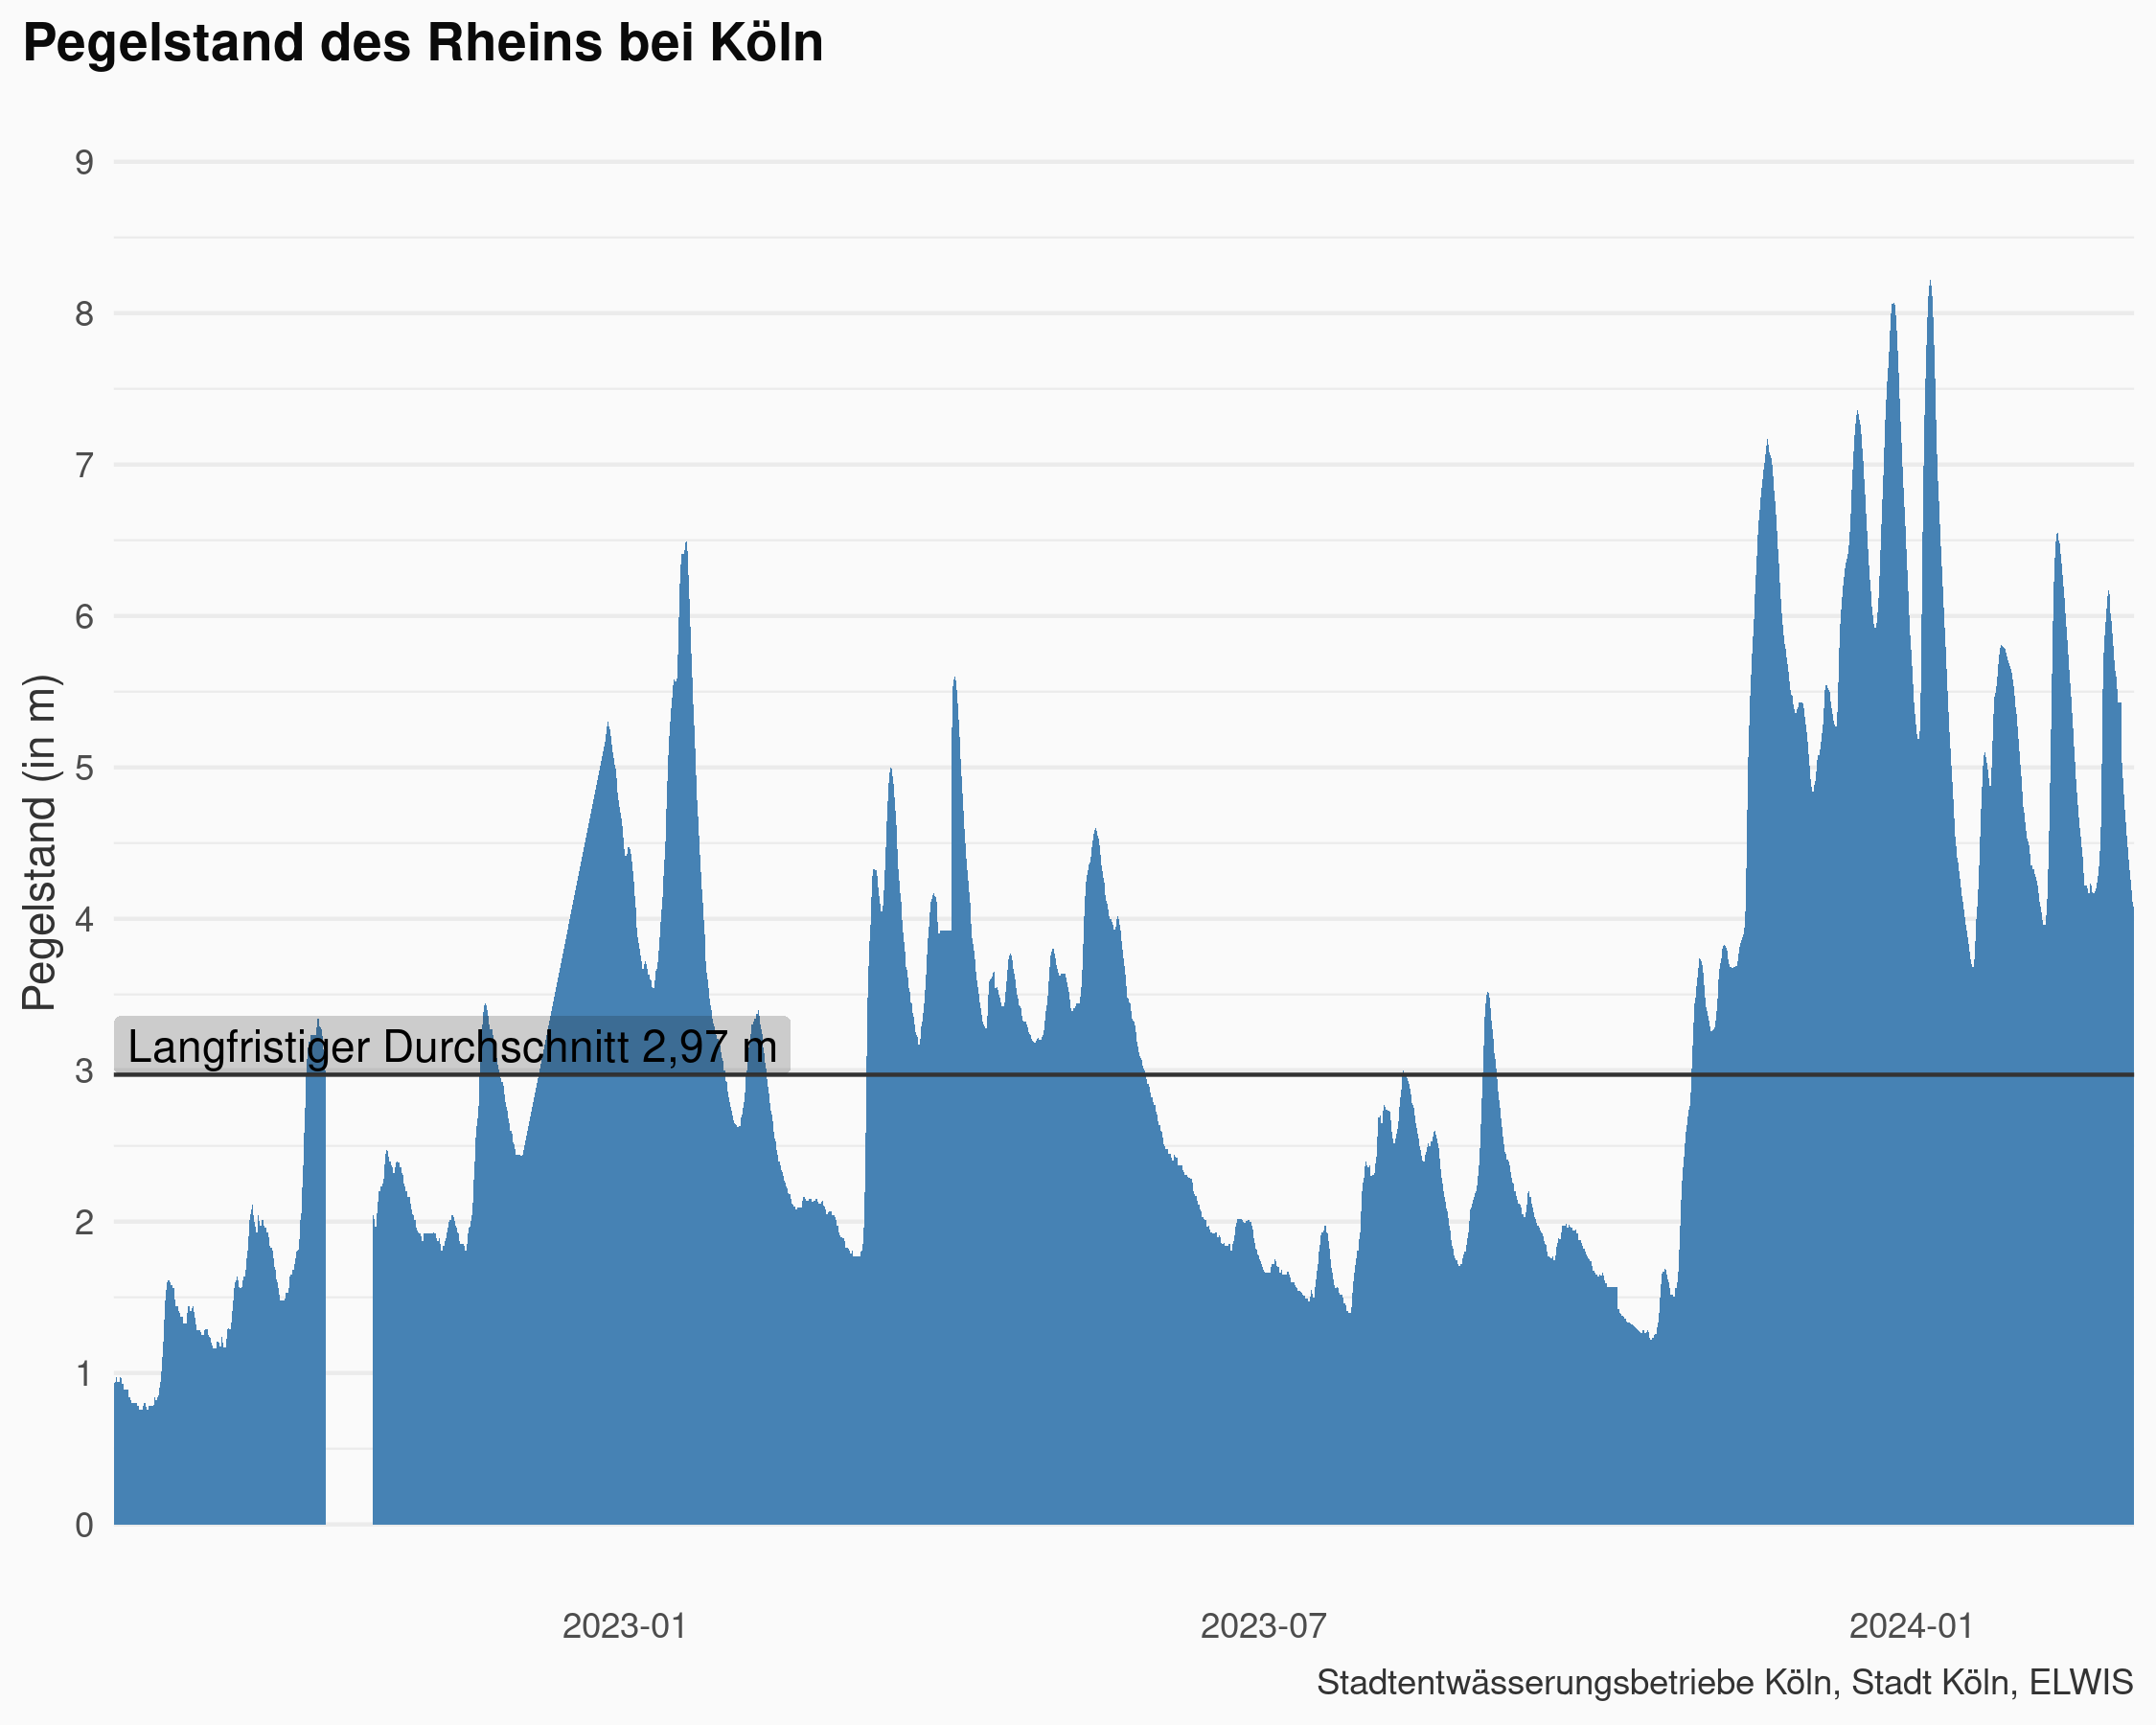 Pegelstand des Rheins bei Köln
Pegelstand (in m)
9
8
7
6
5
4
3
2
1
0
Langfristiger Durchschnitt 2,97 m
2023-01 2023-07 2024-01
Stadtentwässerungsbetriebe Köln, Stadt Köln, ELWIS